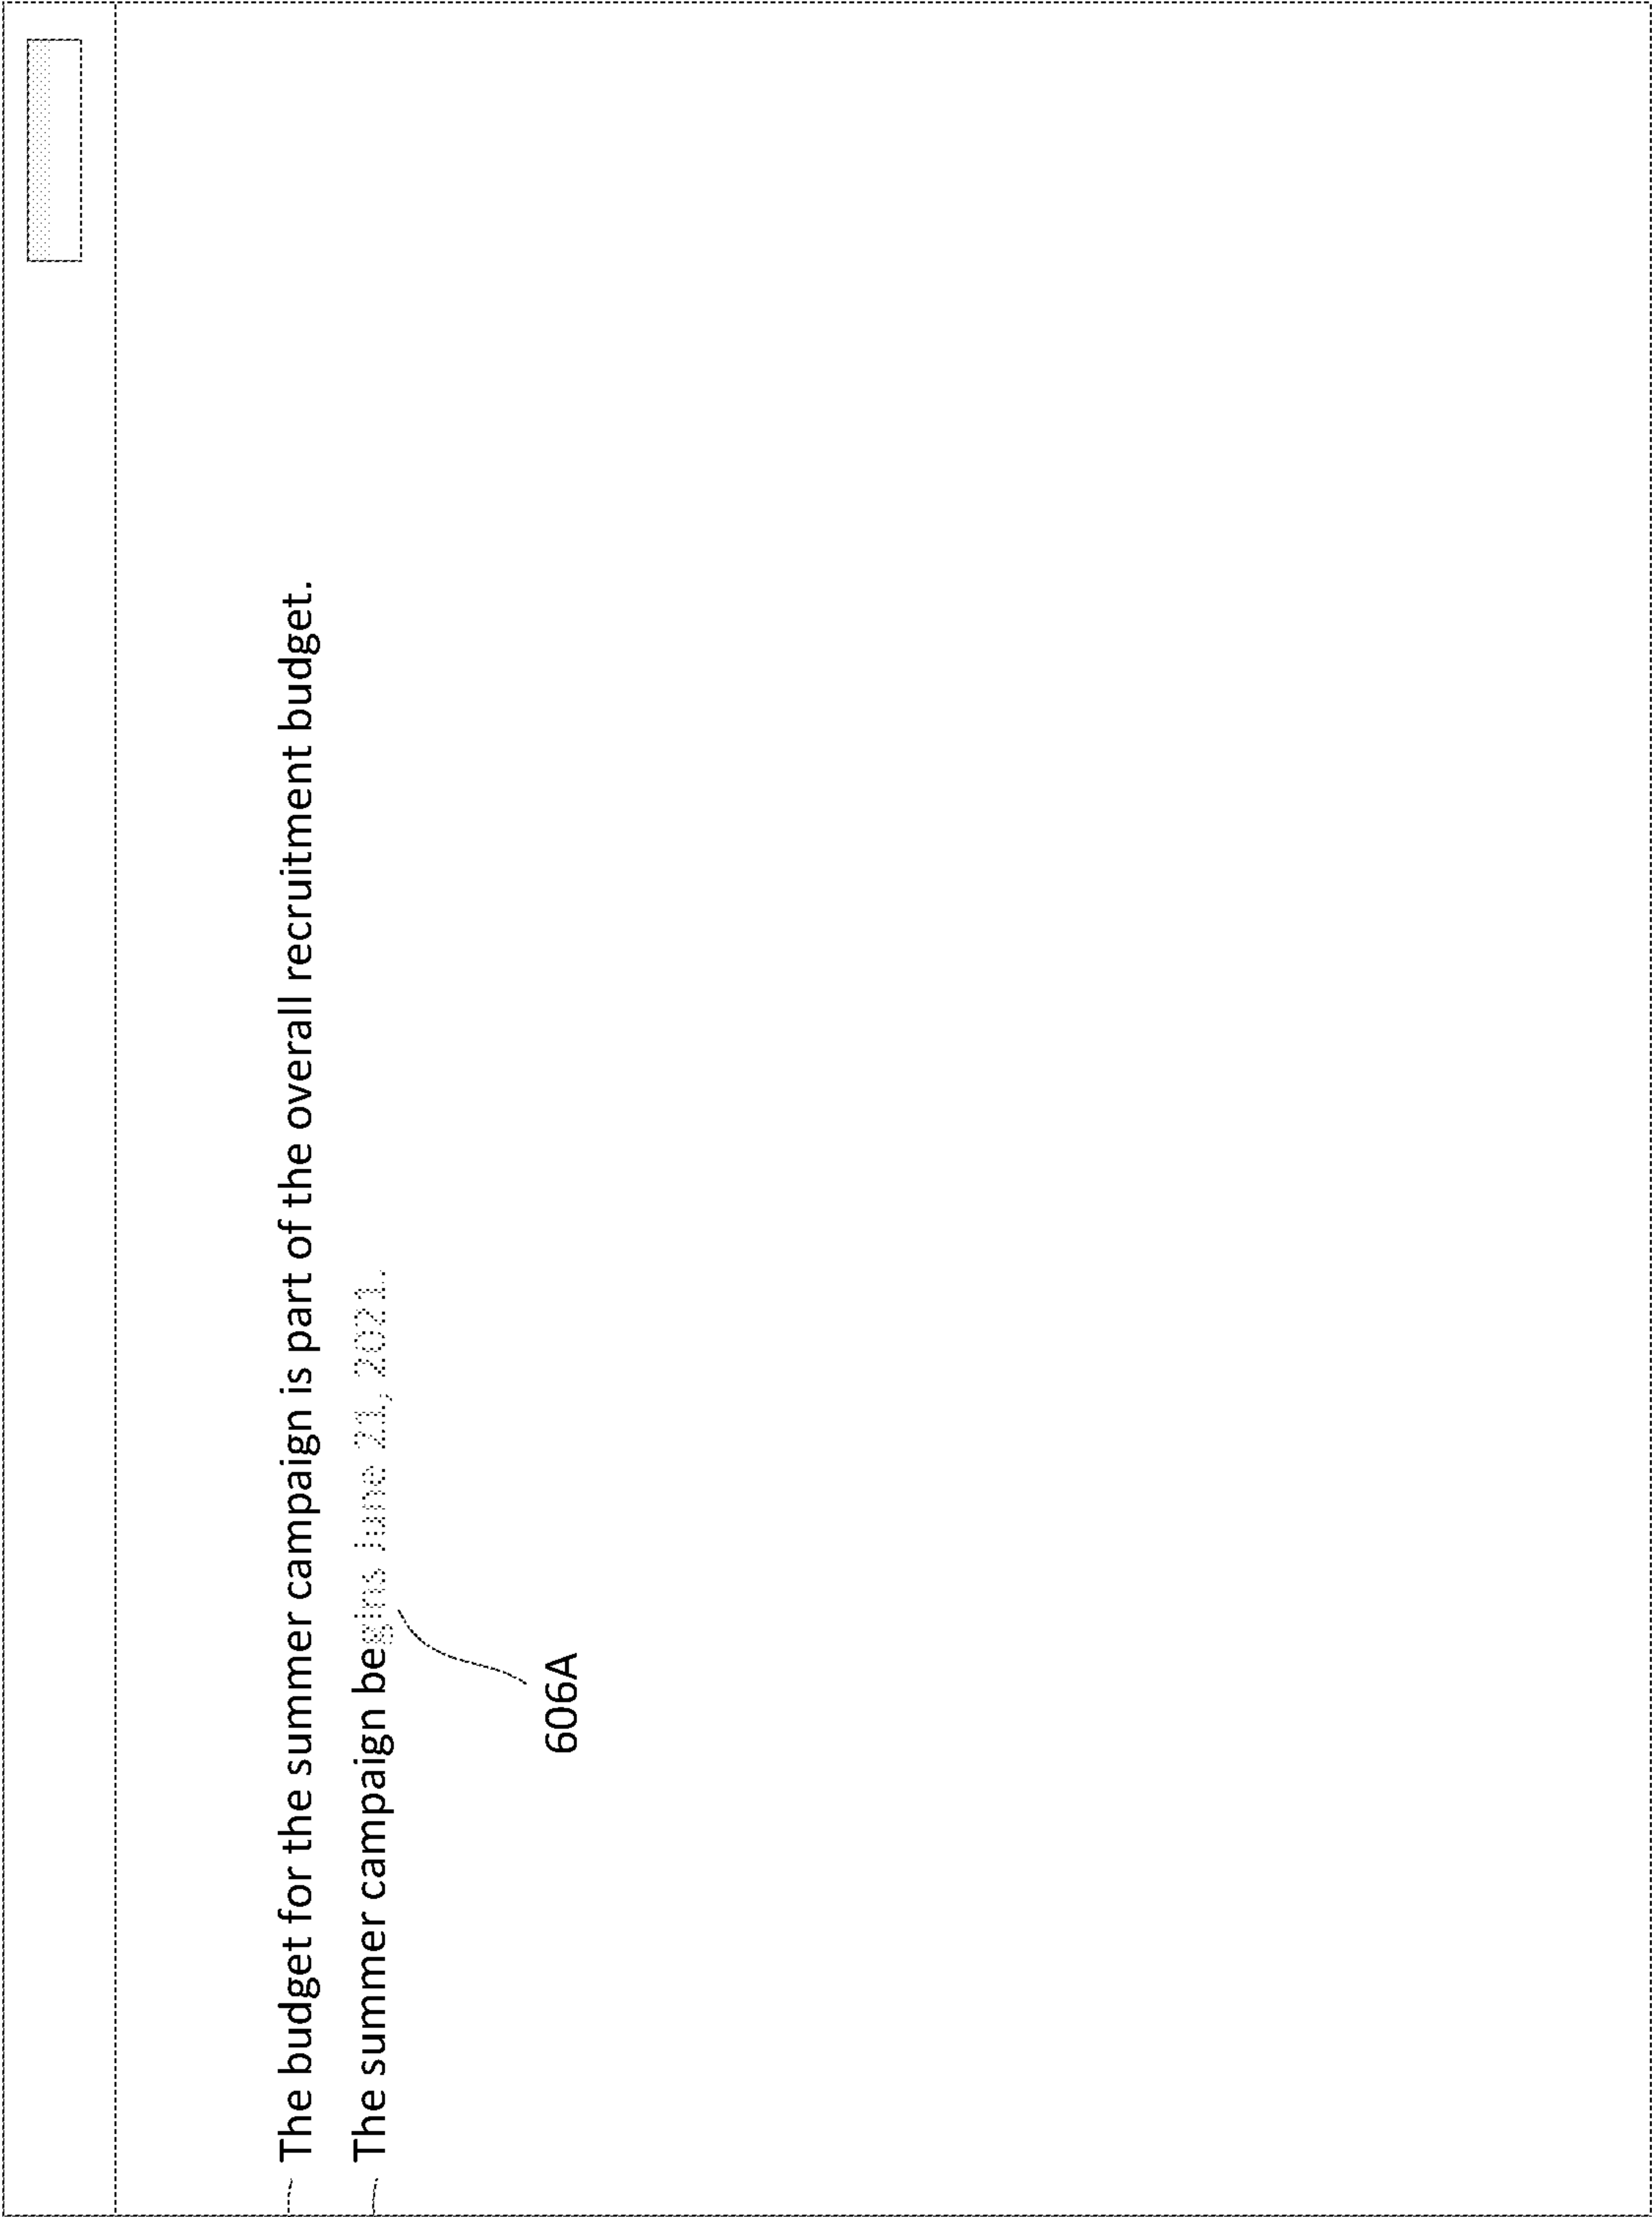 The budget for the summer campaign is part of the overall recruitment budget.
The summer campaign begins June 21, 2021.
606A